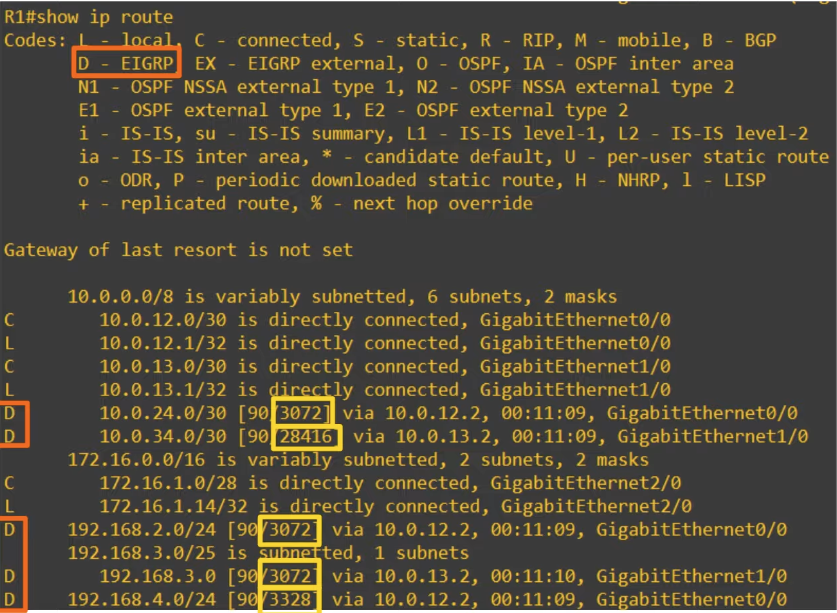 R1#show ip route
Codes: L - local, C - connected, S - static, R - RIP, M - mobile, B - BGP
D - EIGRP, EX - EIGRP external, O - OSPF, IA - OSPF inter area
N1 - OSPF NSSA external type 1, N2 - OSPF NSSA external type 2
E1 - OSPF external type 1, E2 - OSPF external type 2
i - IS-IS, su - IS-IS summary, L1 - IS-IS level-1, L2 - IS-IS level-2
ia - IS-IS inter area, * - candidate default, U - per-user static route
o - ODR, P - periodic downloaded static route, H - NHRP, l - LISP
+ - replicated route, % - next hop override
Gateway of last resort is not set
10.0.0.0/8 is variably subnetted, 6 subnets, 2 masks
C 10.0.12.0/30 is directly connected, GigabitEthernet0/0
L 10.0.12.1/32 is directly connected, GigabitEthernet0/0
C 10.0.13.0/30 is directly connected, GigabitEthernet1/0
L 10.0.13.1/32 is directly connected, GigabitEthernet1/0
D 10.0.24.0/30 [90/3072] via 10.0.12.2, 00:11:09, GigabitEthernet0/0
D 10.0.34.0/30 [90/28416] via 10.0.13.2, 00:11:09, GigabitEthernet1/0
172.16.0.0/16 is variably subnetted, 2 subnets, 2 masks
C 172.16.1.0/28 is directly connected, GigabitEthernet2/0
L 172.16.1.14/32 is directly connected, GigabitEthernet2/0
D 192.168.2.0/24 [90/3072] via 10.0.12.2, 00:11:09, GigabitEthernet0/0
192.168.3.0/25 is subnetted, 1 subnets
D 192.168.3.0 [90/3072] via 10.0.13.2, 00:11:10, GigabitEthernet1/0
D 192.168.4.0/24 [90/3328] via 10.0.12.2, 00:11:09, GigabitEthernet0/0